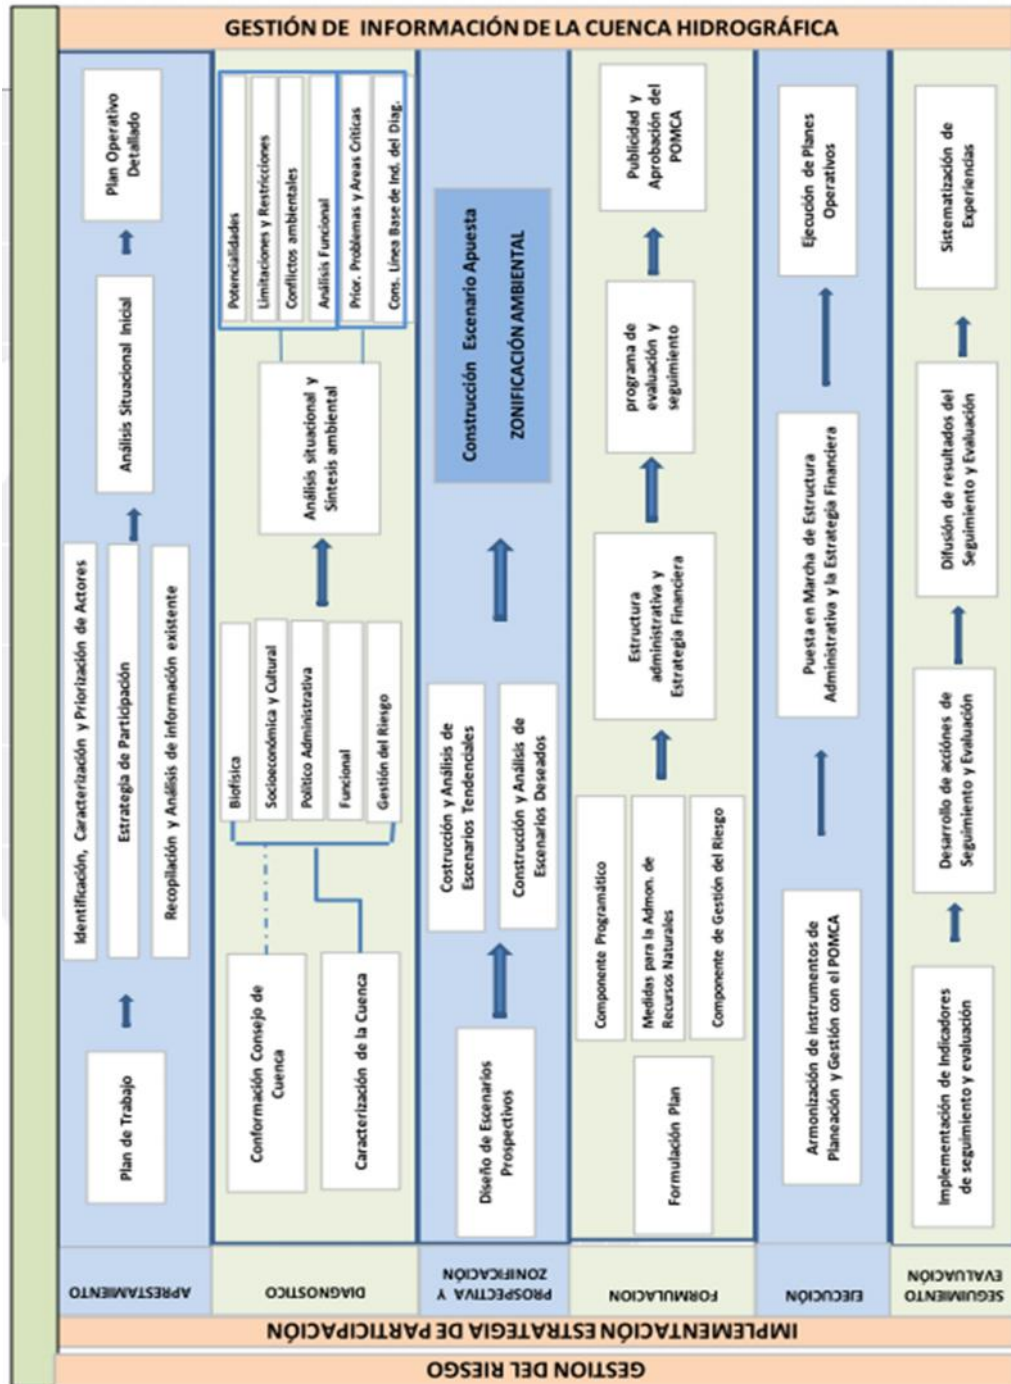 GESTIÓN DE INFORMACIÓN DE LA CUENCA HIDROGRÁFICA
GESTION DEL RIESGO
IMPLEMENTACIÓN ESTRATEGIA DE PARTICIPACIÓN
APRESTAMIENTO
Plan de Trabajo
Identificación, Caracterización y Priorización de Actores
Estrategia de Participación
Recopilación y Análisis de información existente
Análisis Situacional Inicial
Plan Operativo
Detallado
DIAGNOSTICO
Conformación Consejo de
Cuenca
Caracterización de la Cuenca
Biofísica
Socioeconómica y Cultural
Político Administrativa
Funcional
Gestión del Riesgo
Análisis situacional y
Síntesis ambiental
Potencialidades
Limitaciones y Restricciones
Conflictos ambientales
Análisis Funcional
Prior. Problemas y Areas Críticas
Cons. Línea Base de Ind. del Diag.
PROSPECTIVA Y
ZONIFICACIÓN
Diseño de Escenarios
Prospectivos
Costrucción y Análisis de
Escenarios Tendenciales
Construcción y Análisis de
Escenarios Deseados
Construcción Escenario Apuesta
ZONIFICACIÓN AMBIENTAL
FORMULACION
Formulación Plan
Componente Programático
Medidas para la Admon. de
Recursos Naturales
Componente de Gestión del Riesgo
Estructura
administrativa y
Estrategia Financiera
programa de
evaluación y
seguimiento
Publicidad y
Aprobación del
POMCA
EJECUCIÓN
Armonización de instrumentos de
Planeación y Gestión con el POMCA
Puesta en Marcha de Estructura
Administrativa y la Estrategia Financiera
Ejecución de Planes
Operativos
SEGUIMIENTO
EVALUACIÓN
Implementación de Indicadores
de seguimiento y evaluación
Desarrollo de acciónes de
Seguimiento y Evaluación
Difusión de resultados del
Seguimiento y Evaluación
Sistematización de
Experiencias